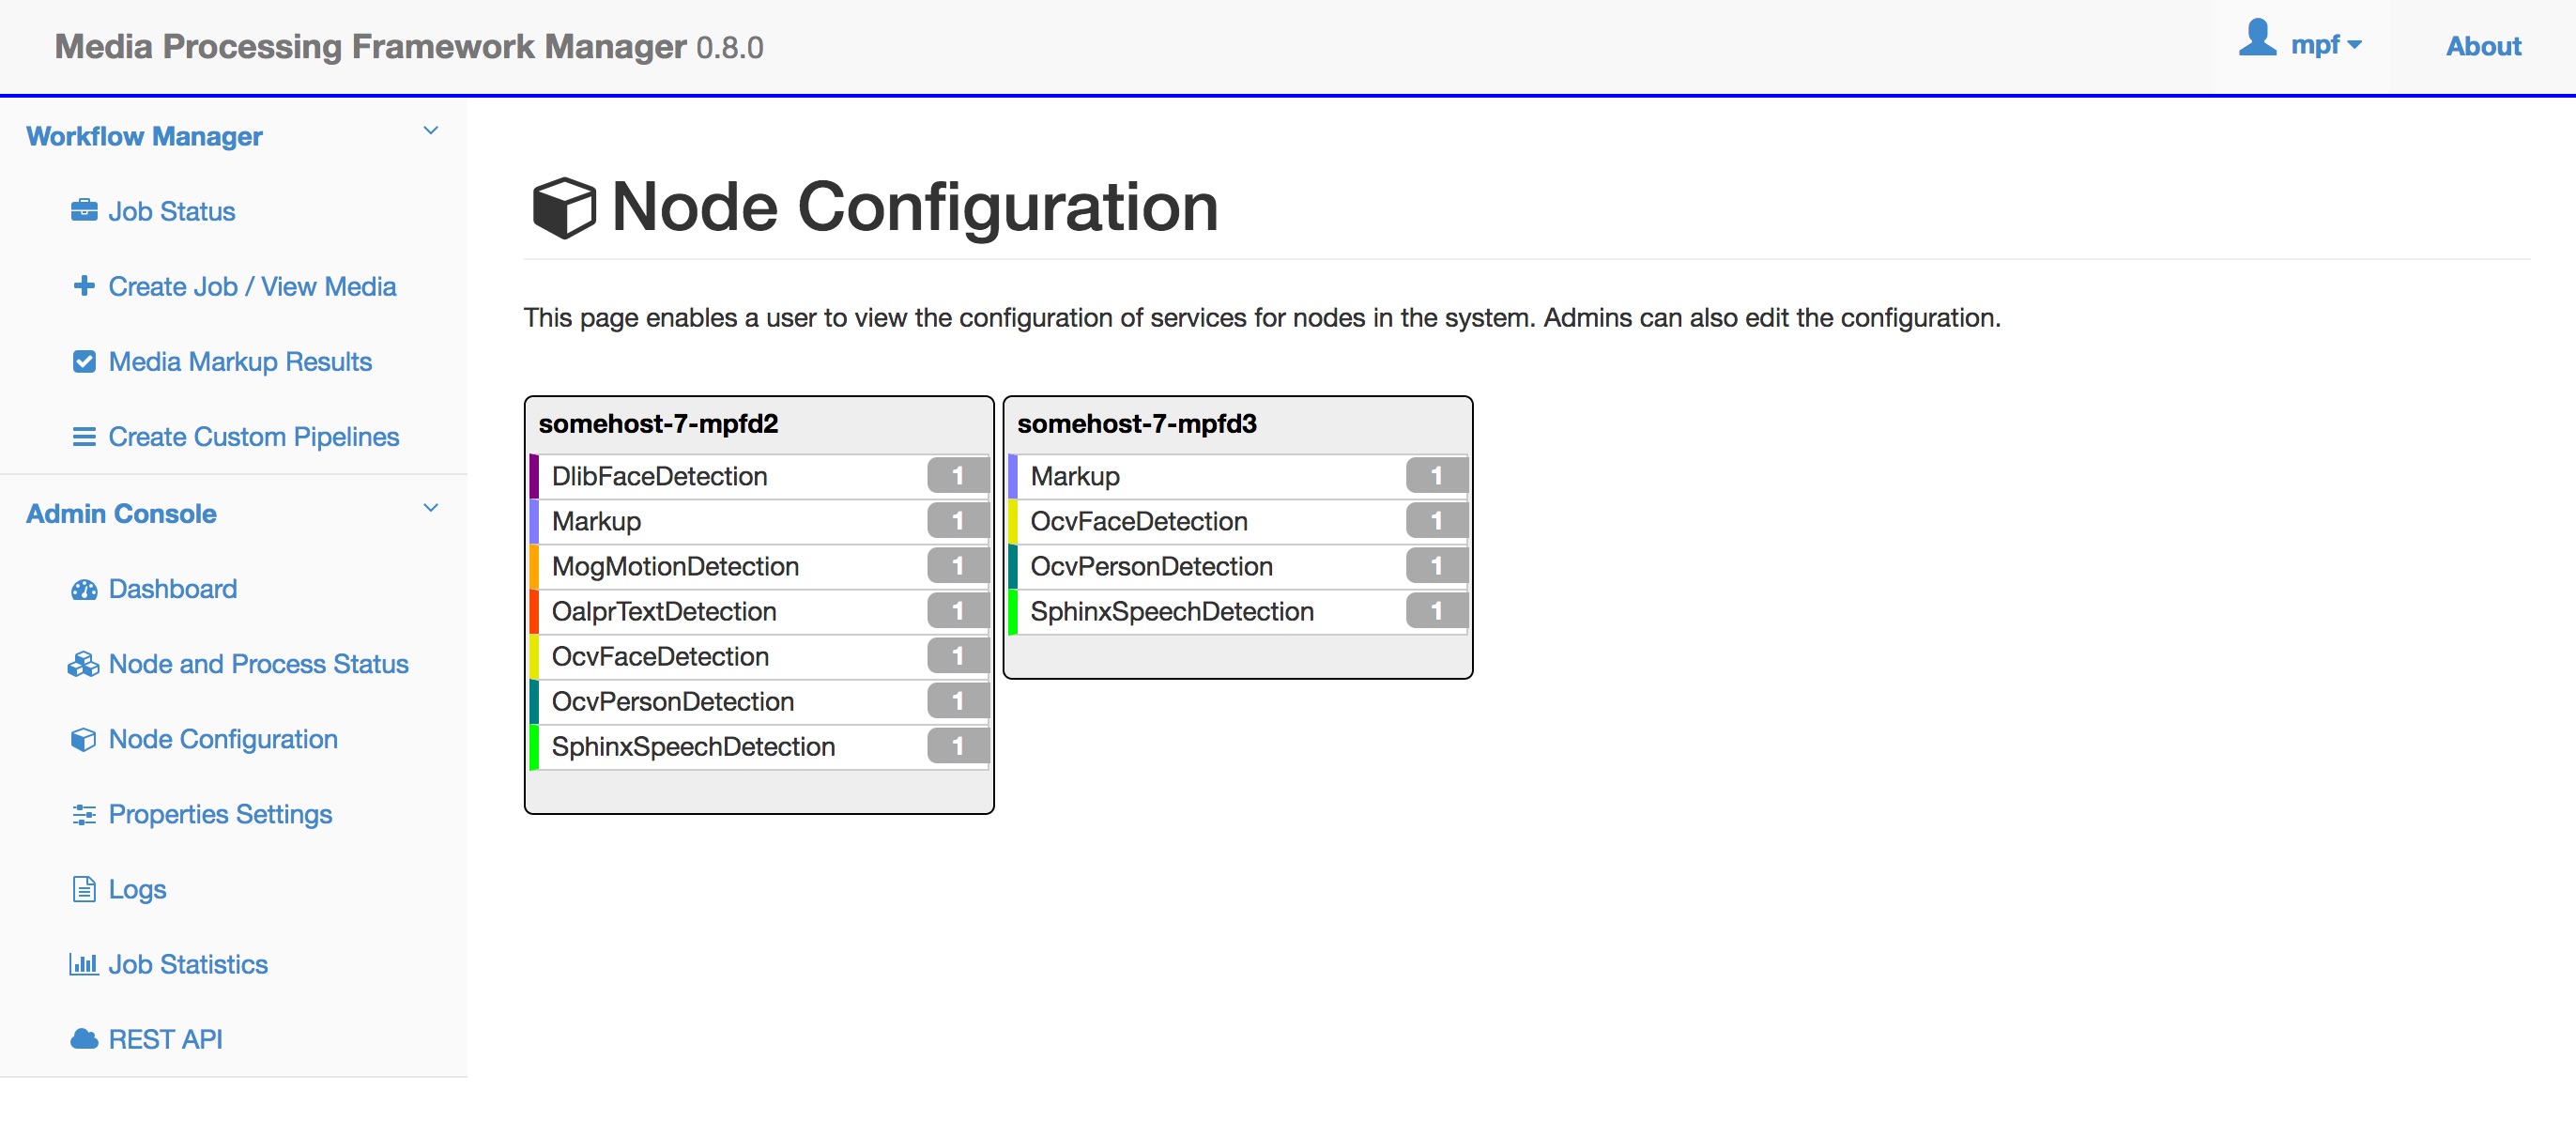 Media Processing Framework Manager 0.8.0
mpf
About
Workflow Manager
Job Status
Create Job / View Media
Media Markup Results
Create Custom Pipelines
Admin Console
Dashboard
Node and Process Status
Node Configuration
Properties Settings
Logs
Job Statistics
REST API
Node Configuration
This page enables a user to view the configuration of services for nodes in the system. Admins can also edit the configuration.
somehost-7-mpfd2
DlibFaceDetection 1
Markup 1
MogMotionDetection 1
OalprTextDetection 1
OcvFaceDetection 1
OcvPersonDetection 1
SphinxSpeechDetection 1
somehost-7-mpfd3
Markup 1
OcvFaceDetection 1
OcvPersonDetection 1
SphinxSpeechDetection 1